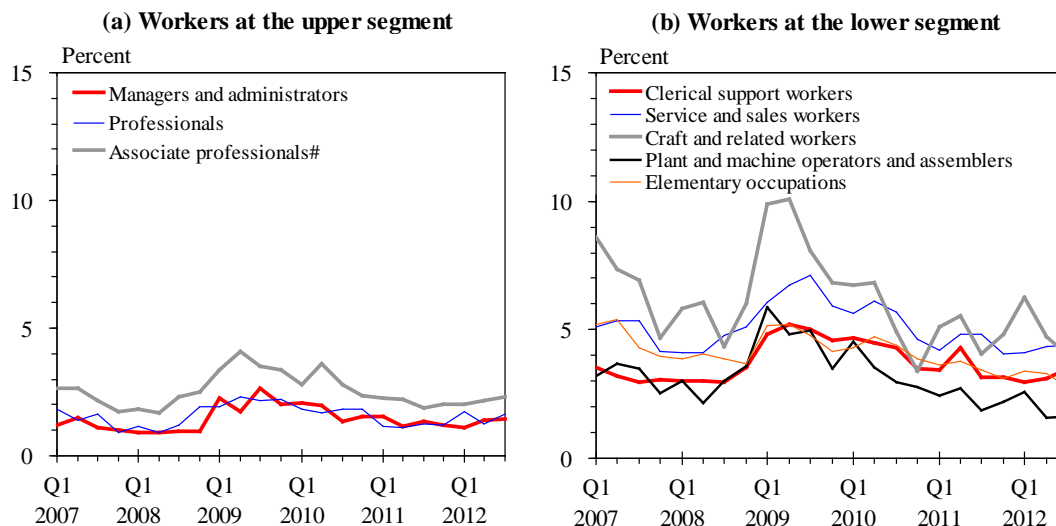 (a) Workers at the upper segment
Percent
15
10
5
0
Managers and administrators
Professionals
Associate professionals#
Q1 Q1 Q1 Q1 Q1 Q1
2007 2008 2009 2010 2011 2012
(b) Workers at the lower segment
Percent
15
10
5
0
Clerical support workers
Service and sales workers
Craft and related workers
Plant and machine operators and assemblers
Elementary occupations
Q1 Q1 Q1 Q1 Q1 Q1
2007 2008 2009 2010 2011 2012